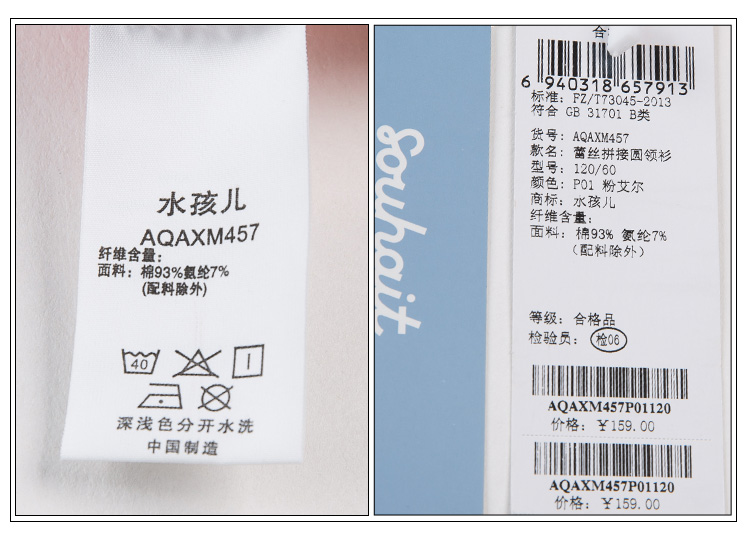 水孩儿
AQAXM457
纤维含量:
面料: 棉93%氨纶7%
(配料除外)
40
深浅色分开水洗
中国制造
Souhait
合
6 940318 657913
标准: FZ/T73045-2013
符合 GB 31701 B类
货号: AQAXM457
款名: 蕾丝拼接圆领衫
型号: 120/60
颜色: P01 粉艾尔
商标: 水孩儿
纤维含量:
面料: 棉93% 氨纶7%
(配料除外)
等级: 合格品
检验员: 检06
AQAXM457P01120
价格: ¥159.00
AQAXM457P01120
价格: ¥159.00